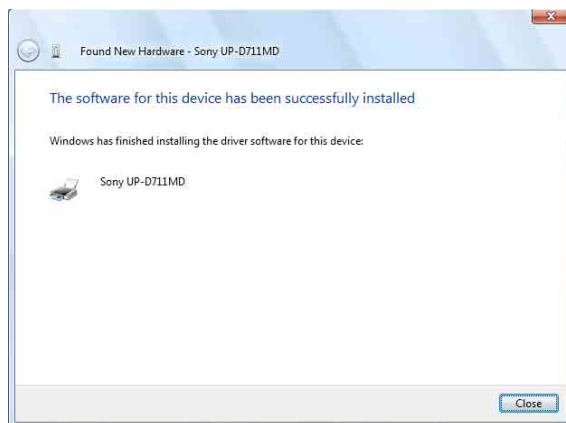 Found New Hardware - Sony UP-D711MD
The software for this device has been successfully installed
Windows has finished installing the driver software for this device:
Sony UP-D711MD
Close